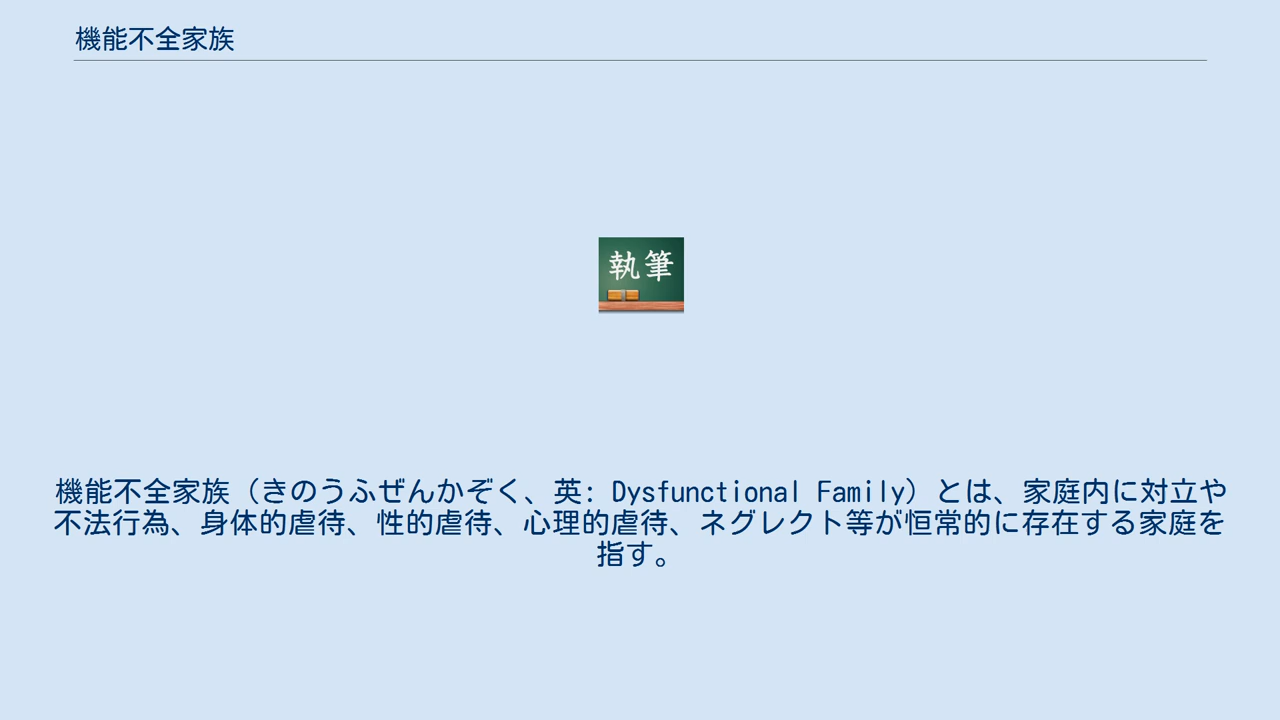 機能不全家族
執筆
機能不全家族（きのうふぜんかぞく、英: Dysfunctional Family）とは、家庭内に対立や
不法行為、身体的虐待、性的虐待、心理的虐待、ネグレクト等が恒常的に存在する家庭を
指す。